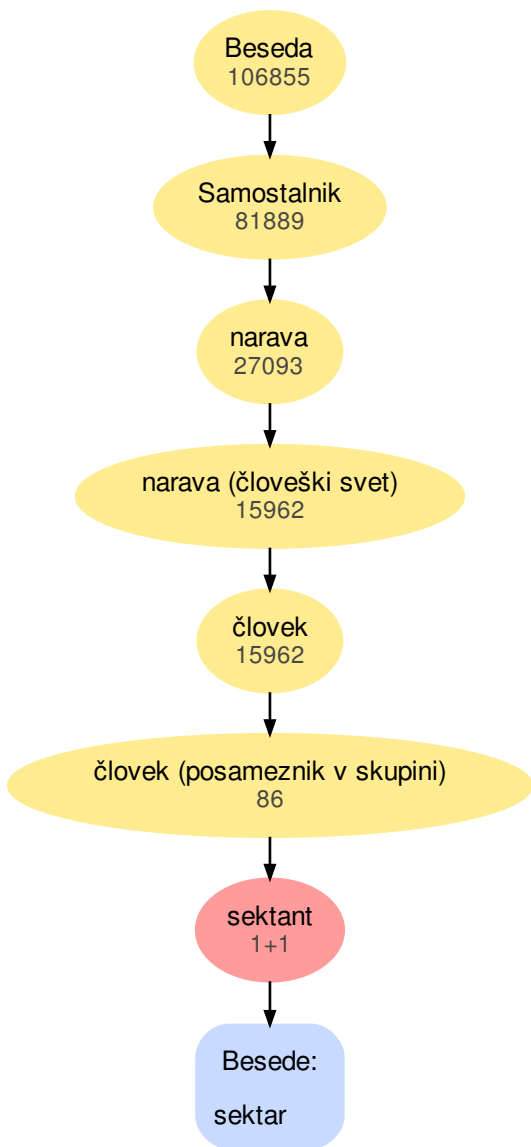 Beseda
106855
Samostalnik
81889
narava
27093
narava (človeški svet)
15962
človek
15962
človek (posameznik v skupini)
86
sektant
1+1
Besede:
sektar